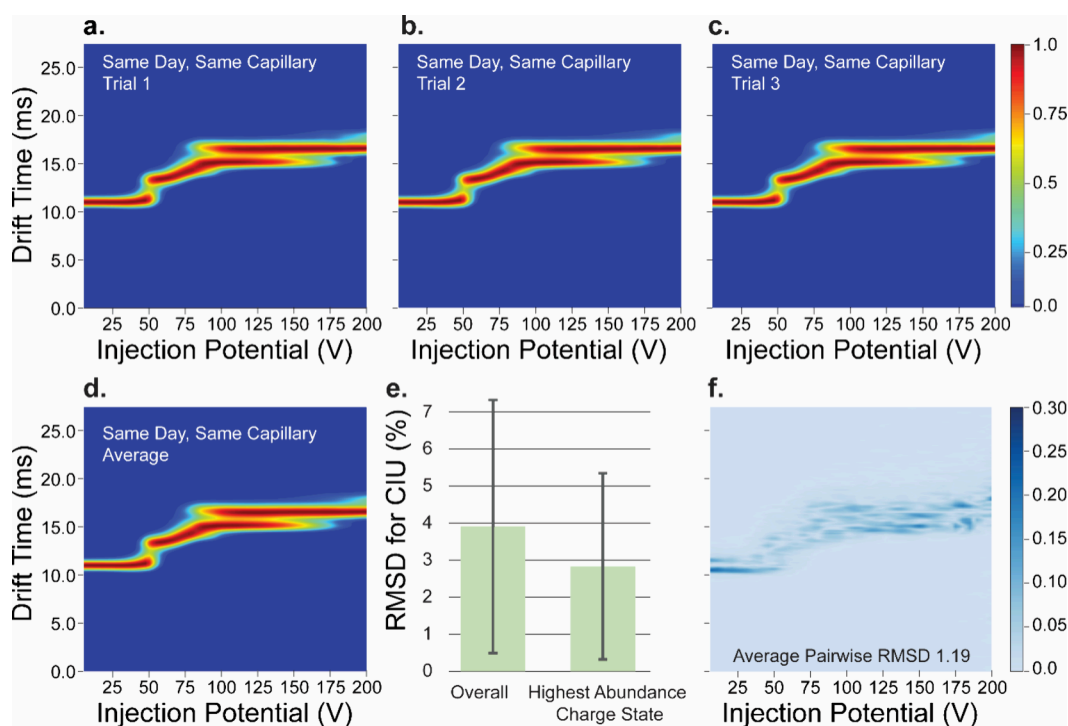 a.
Same Day, Same Capillary
Trial 1
Drift Time (ms)
25.0
20.0
15.0
10.0
5.0
0.0
25 50 75 100 125 150 175 200
Injection Potential (V)
b.
Same Day, Same Capillary
Trial 2
25 50 75 100 125 150 175 200
Injection Potential (V)
c.
Same Day, Same Capillary
Trial 3
25 50 75 100 125 150 175 200
Injection Potential (V)
1.0
0.75
0.5
0.25
0.0
d.
Same Day, Same Capillary
Average
Drift Time (ms)
25.0
20.0
15.0
10.0
5.0
0.0
25 50 75 100 125 150 175 200
Injection Potential (V)
e.
RMSD for CIU (%)
7
6
5
4
3
2
1
0
Overall
Highest Abundance
Charge State
f.
Average Pairwise RMSD 1.19
25 50 75 100 125 150 175 200
Injection Potential (V)
0.30
0.25
0.20
0.15
0.10
0.05
0.0